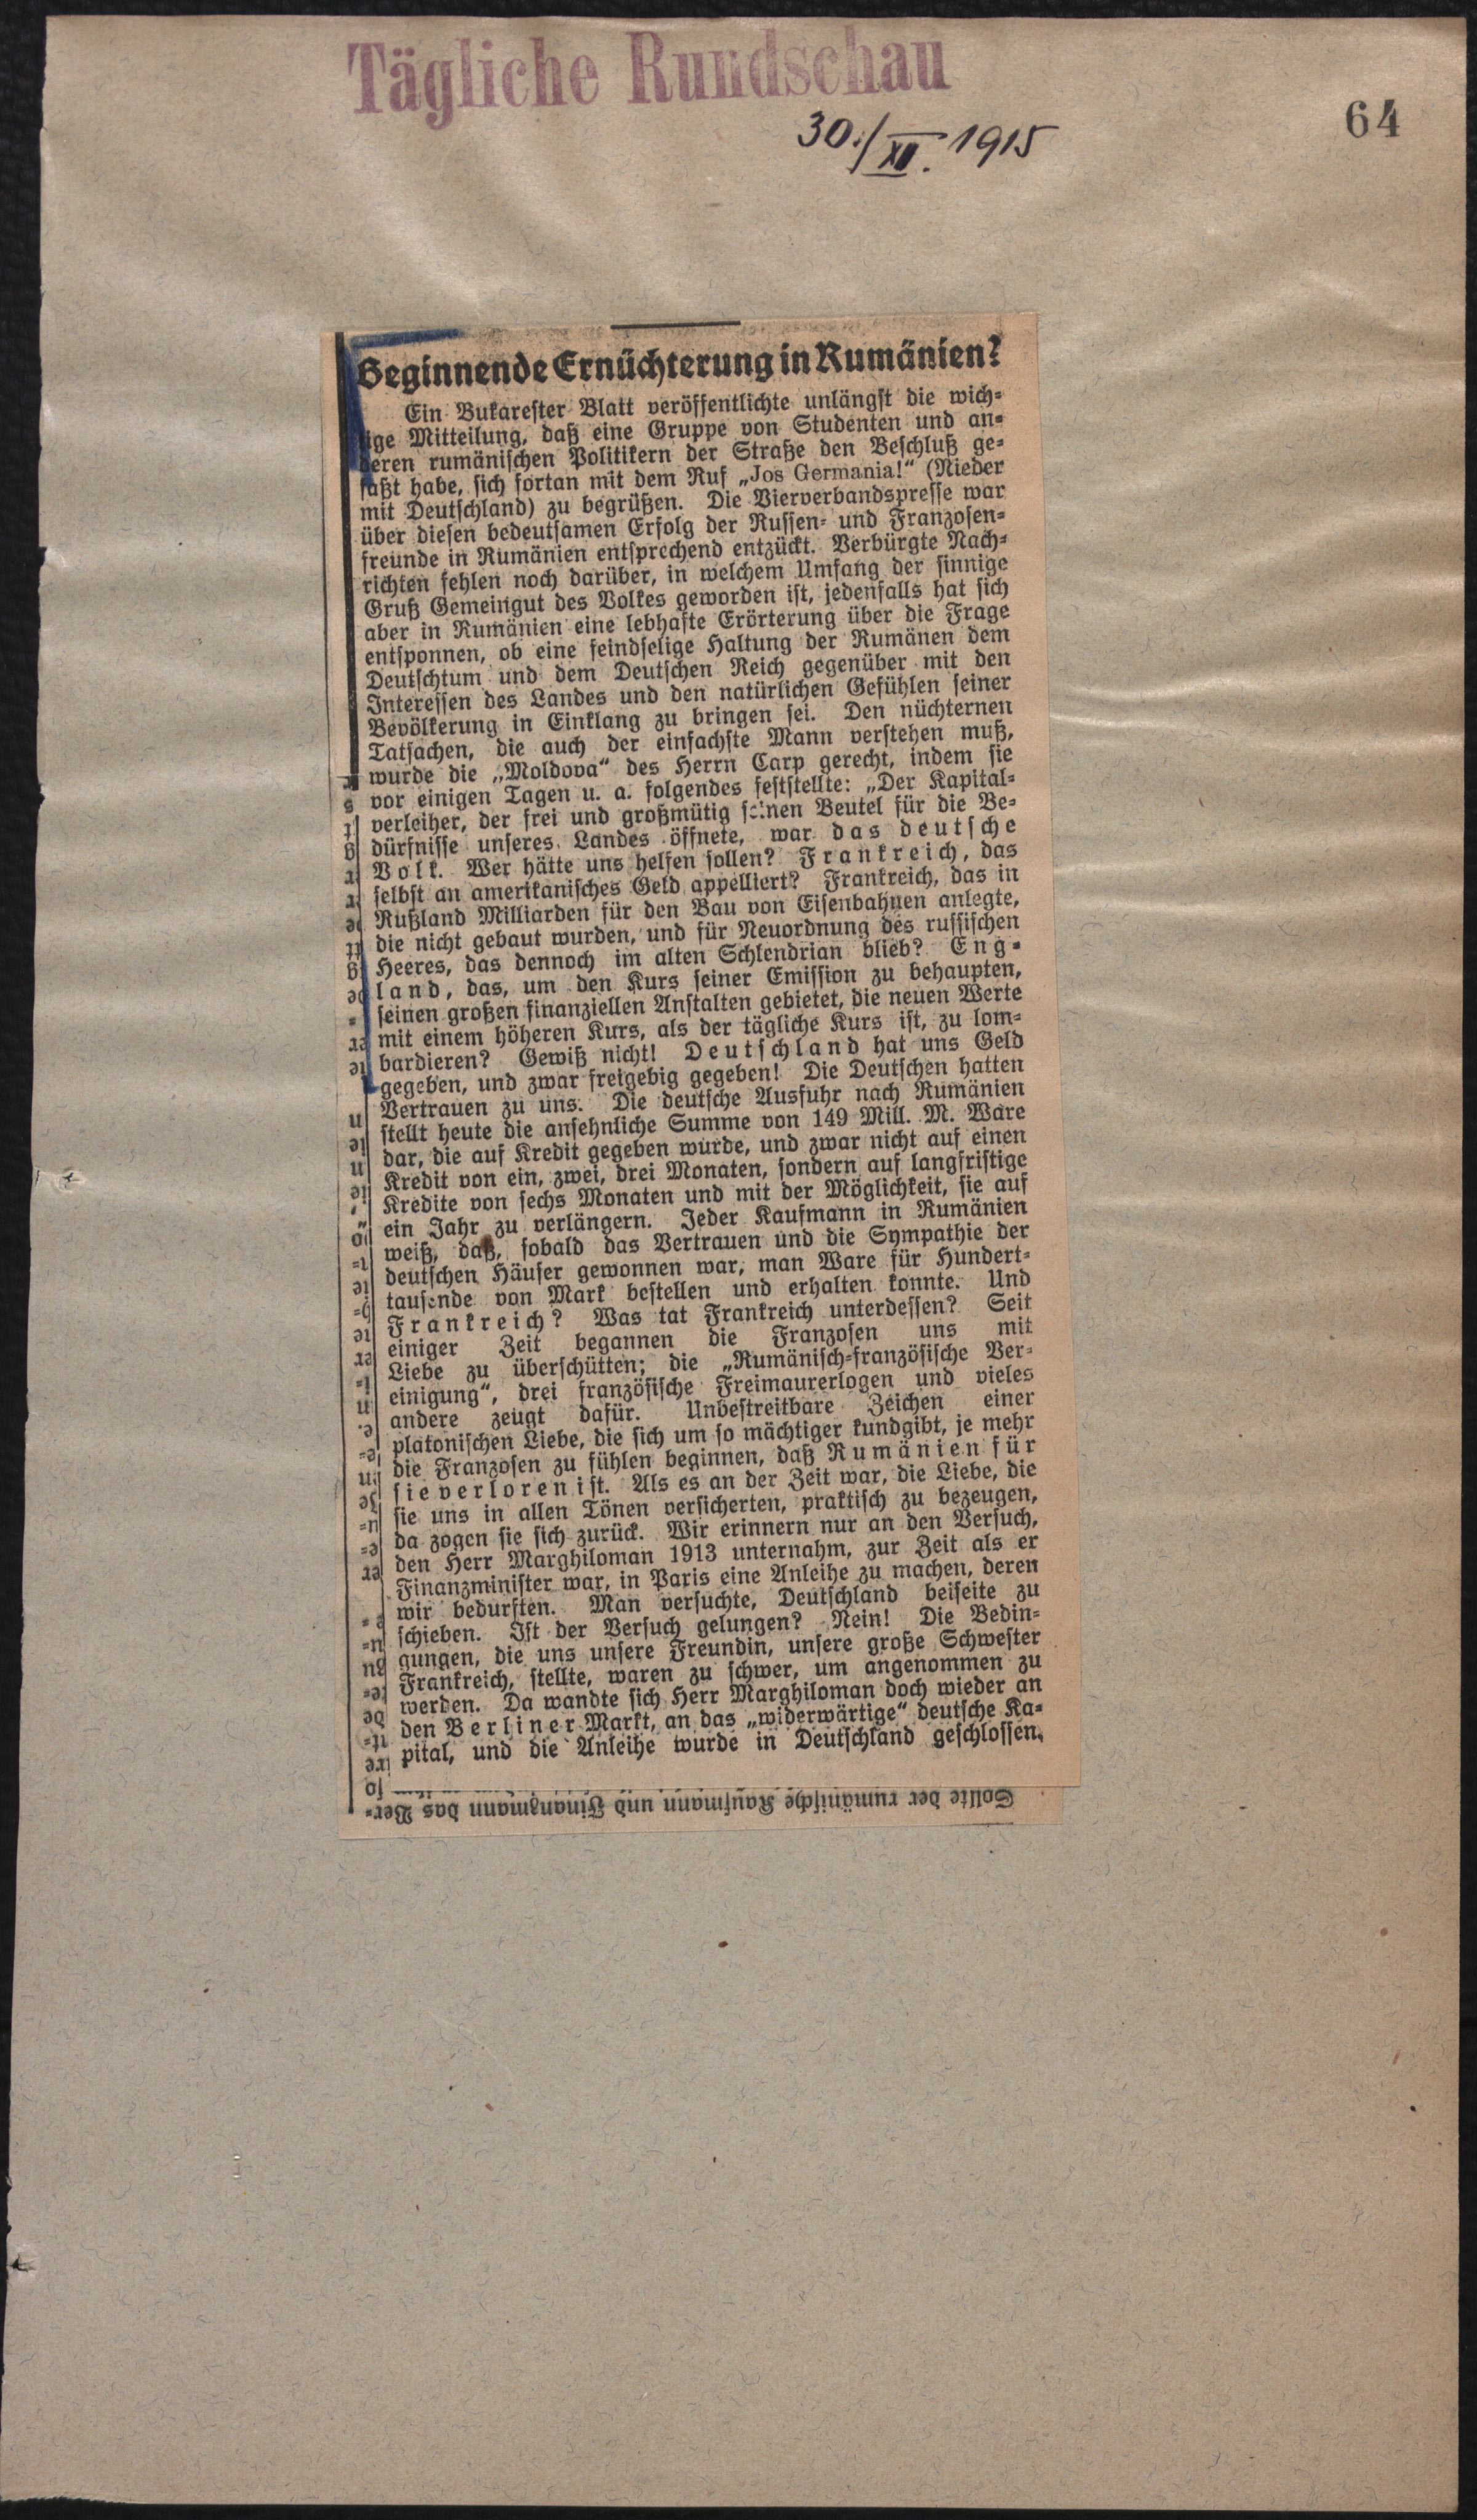 Tägliche Rundschau
30./XII. 1915
64
Beginnende Ernüchterung in Rumänien?
Ein Bukarester Blatt veröffentlichte unlängst die wich-
tige Mitteilung, daß eine Gruppe von Studenten und an-
deren rumänischen Politikern der Straße den Beschluß ge-
faßt habe, sich fortan mit dem Ruf „Jos Germania!“ (Nieder
mit Deutschland) zu begrüßen. Die Vierverbandspresse war
über diesen bedeutsamen Erfolg der Russen- und Franzosen-
freunde in Rumänien entsprechend entzückt. Verbürgte Nach-
richten fehlen noch darüber, in welchem Umfang der sinnige
Gruß Gemeingut des Volkes geworden ist, jedenfalls hat sich
aber in Rumänien eine lebhafte Erörterung über die Frage
entsponnen, ob eine feindselige Haltung der Rumänen dem
Deutschtum und dem Deutschen Reich gegenüber mit den
Interessen des Landes und den natürlichen Gefühlen seiner
Bevölkerung in Einklang zu bringen sei. Den nüchternen
Tatsachen, die auch der einfachste Mann verstehen muß,
wurde die „Moldova“ des Herrn Carp gerecht, indem sie
vor einigen Tagen u. a. folgendes feststellte: „Der Kapital-
verleiher, der frei und großmütig seinen Beutel für die Be-
dürfnisse unseres Landes öffnete, war das deutsche
Volk. Wer hätte uns helfen sollen? Frankreich, das
selbst an amerikanisches Geld appelliert? Frankreich, das in
Rußland Milliarden für den Bau von Eisenbahnen anlegte,
die nicht gebaut wurden, und für Neuordnung des russischen
Heeres, das dennoch im alten Schlendrian blieb? Eng-
land, das, um den Kurs seiner Emission zu behaupten,
seinen großen finanziellen Anstalten gebietet, die neuen Werte
mit einem höheren Kurs, als der tägliche Kurs ist, zu lom-
bardieren? Gewiß nicht! Deutschland hat uns Geld
gegeben, und zwar freigebig gegeben! Die Deutschen hatten
Vertrauen zu uns. Die deutsche Ausfuhr nach Rumänien
stellt heute die ansehnliche Summe von 149 Mill. M. Ware
dar, die auf Kredit gegeben wurde, und zwar nicht auf einen
Kredit von ein, zwei, drei Monaten, sondern auf langfristige
Kredite von sechs Monaten und mit der Möglichkeit, sie auf
ein Jahr zu verlängern. Jeder Kaufmann in Rumänien
weiß, daß, sobald das Vertrauen und die Sympathie der
deutschen Häuser gewonnen war, man Ware für Hundert-
tausende von Mark bestellen und erhalten konnte. Und
Frankreich? Was tat Frankreich unterdessen? Seit
einiger Zeit begannen die Franzosen uns mit
Liebe zu überschütten; die „Rumänisch-französische Ver-
einigung“, drei französische Freimaurerlogen und vieles
andere zeugt dafür. Unbestreitbare Zeichen einer
platonischen Liebe, die sich um so mächtiger kundgibt, je mehr
die Franzosen zu fühlen beginnen, daß Rumänien für
sie verloren ist. Als es an der Zeit war, die Liebe, die
sie uns in allen Tönen versicherten, praktisch zu bezeugen,
da zogen sie sich zurück. Wir erinnern nur an den Versuch,
den Herr Marghiloman 1913 unternahm, zur Zeit als er
Finanzminister war, in Paris eine Anleihe zu machen, deren
wir bedurften. Man versuchte, Deutschland beiseite zu
schieben. Ist der Versuch gelungen? Nein! Die Bedin-
gungen, die uns unsere Freundin, unsere große Schwester
Frankreich, stellte, waren zu schwer, um angenommen zu
werden. Da wandte sich Herr Marghiloman doch wieder an
den Berliner Markt, an das „widerwärtige“ deutsche Ka-
pital, und die Anleihe wurde in Deutschland geschlossen.
Sollte der rumänische Kaufmann und Finanzmann das Ver-